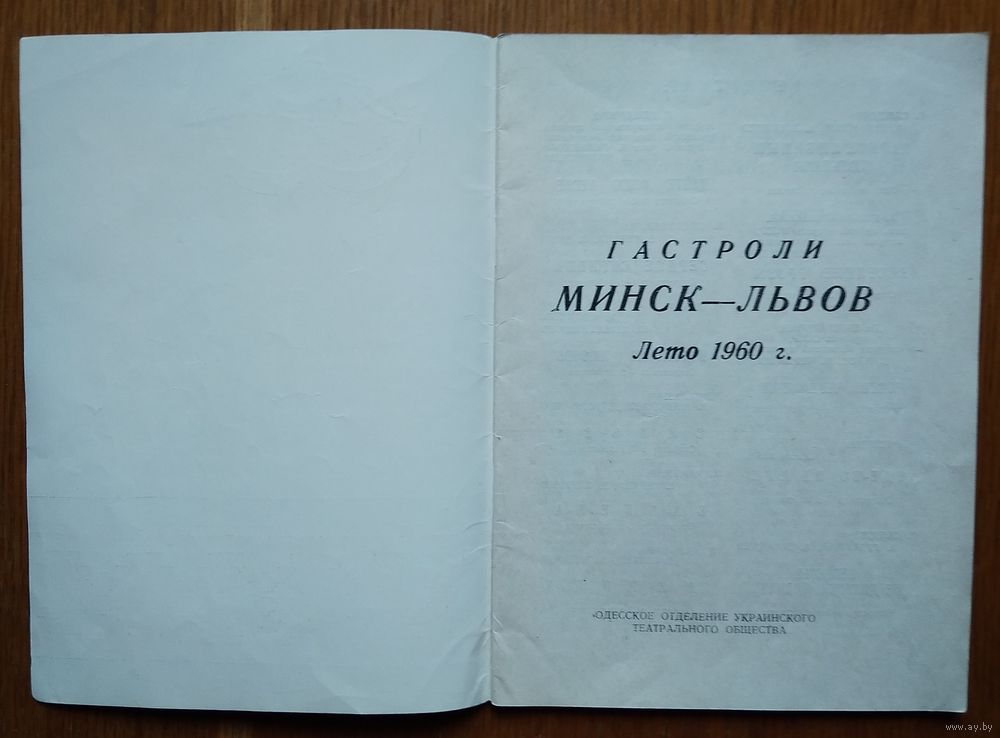 ГАСТРОЛИ
МИНСК—ЛЬВОВ
Лето 1960 г.
ОДЕССКОЕ ОТДЕЛЕНИЕ УКРАИНСКОГО
ТЕАТРАЛЬНОГО ОБЩЕСТВА
www.ay.by